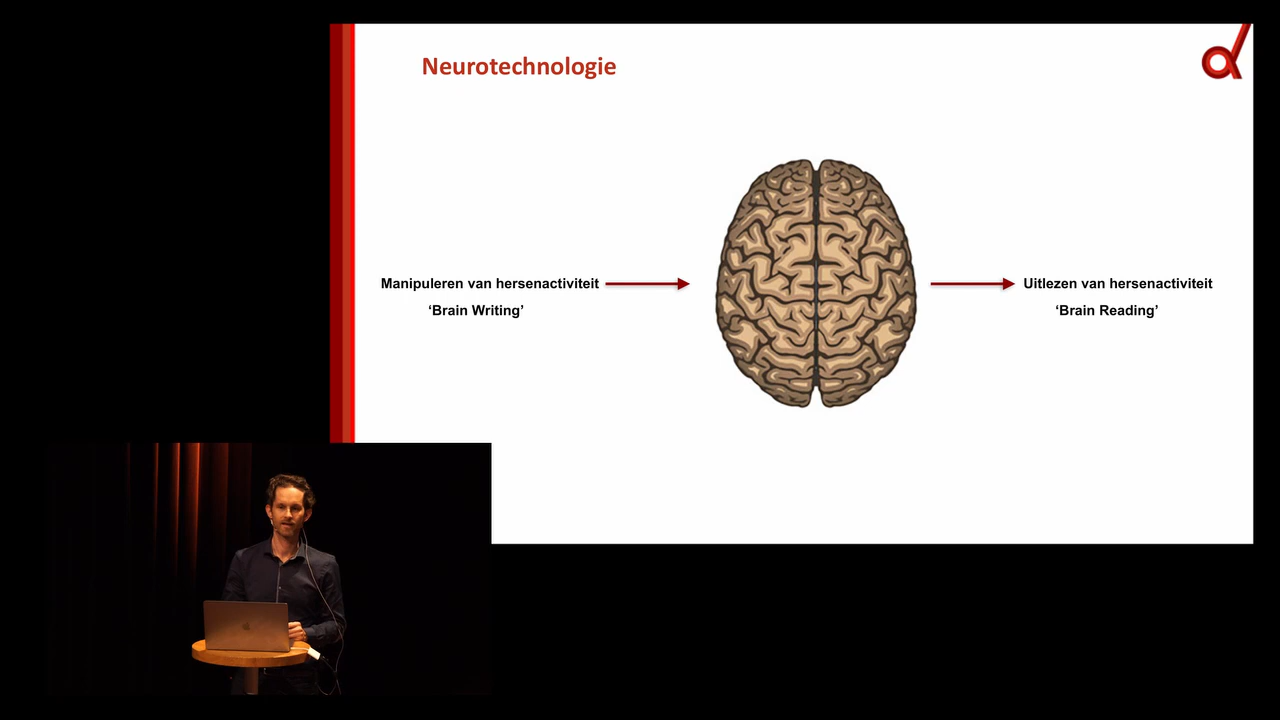 Neurotechnologie
Manipuleren van hersenactiviteit
‘Brain Writing’
Uitlezen van hersenactiviteit
‘Brain Reading’